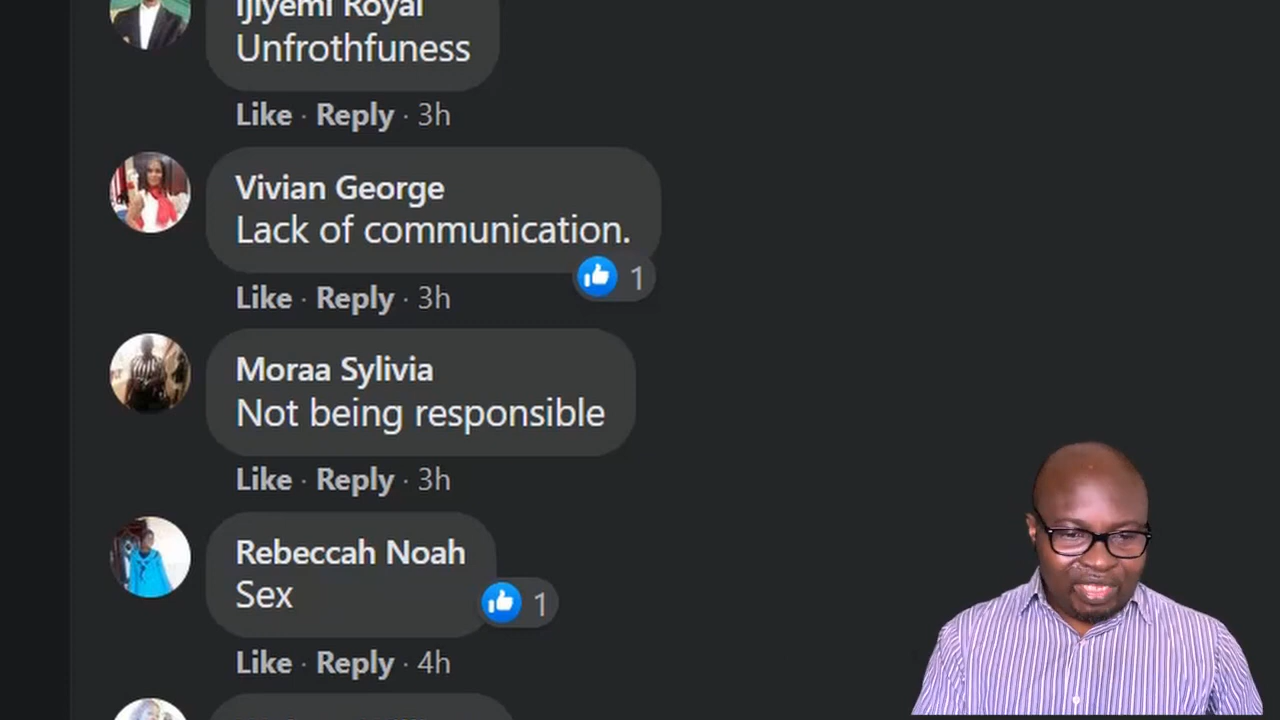 Ijiyemi Royal
Unfrothfuness
Like · Reply · 3h
Vivian George
Lack of communication.
1
Like · Reply · 3h
Moraa Sylivia
Not being responsible
Like · Reply · 3h
Rebeccah Noah
Sex
1
Like · Reply · 4h